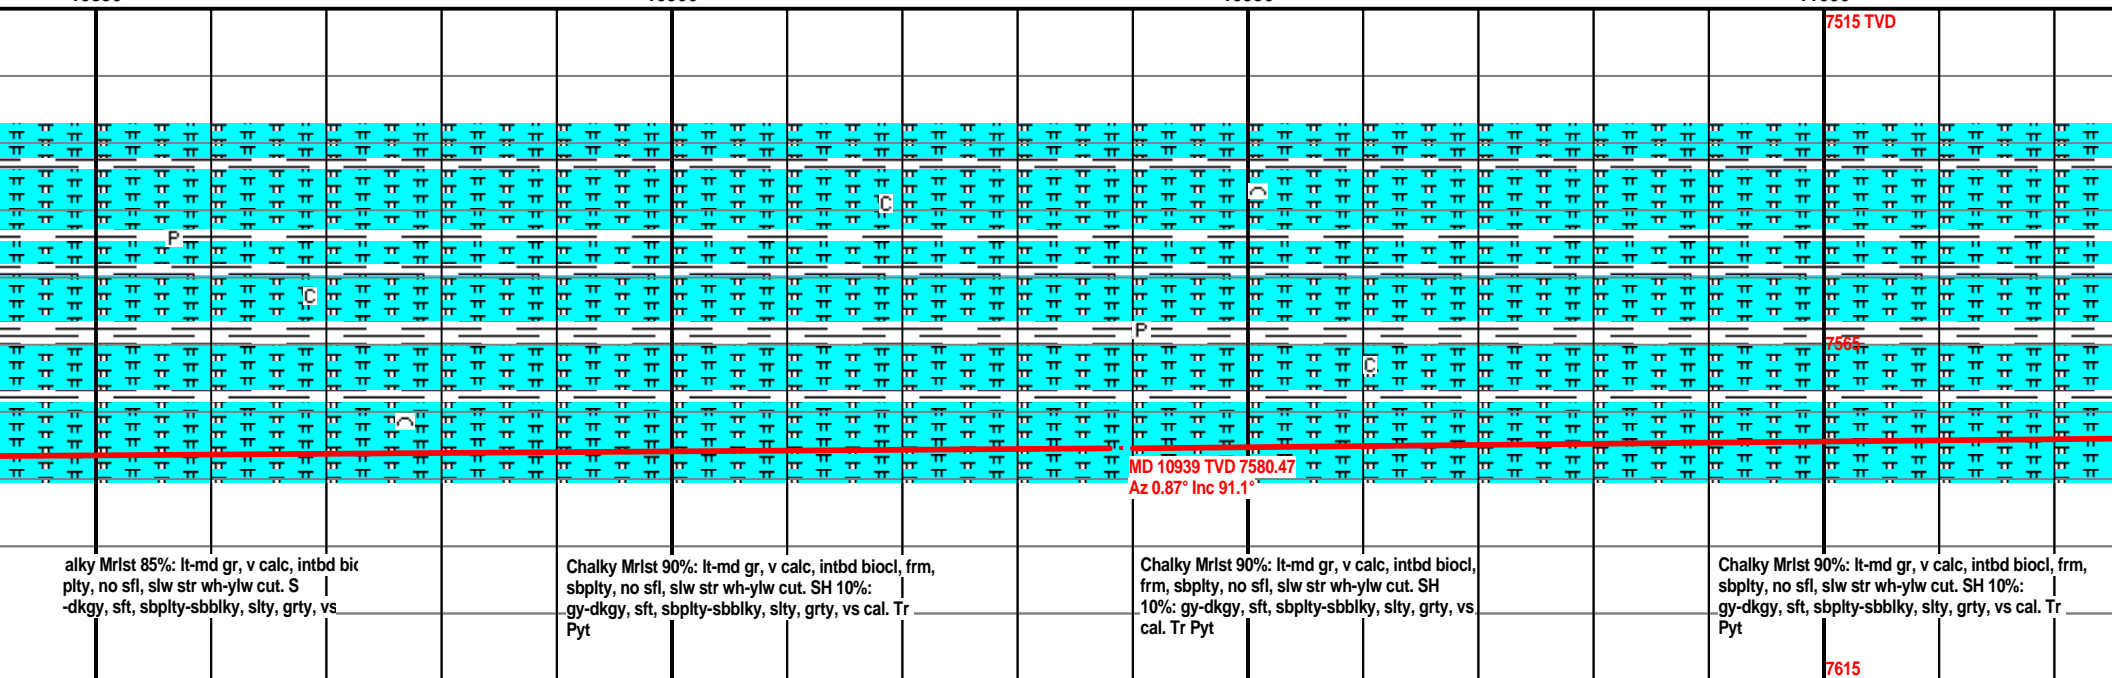 7515 TVD
C
P
C
P
7565
C
MD 10939 TVD 7580.47
Az 0.87° Inc 91.1°
alky Mrlst 85%: lt-md gr, v calc, intbd bio
plty, no sfl, slw str wh-ylw cut. S
-dkgy, sft, sbplty-sbblky, slty, grty, vs
Chalky Mrlst 90%: lt-md gr, v calc, intbd biocl, frm,
sbplty, no sfl, slw str wh-ylw cut. SH 10%:
gy-dkgy, sft, sbplty-sbblky, slty, grty, vs cal. Tr
Pyt
Chalky Mrlst 90%: lt-md gr, v calc, intbd biocl,
frm, sbplty, no sfl, slw str wh-ylw cut. SH
10%: gy-dkgy, sft, sbplty-sbblky, slty, grty, vs
cal. Tr Pyt
Chalky Mrlst 90%: lt-md gr, v calc, intbd biocl, frm,
sbplty, no sfl, slw str wh-ylw cut. SH 10%:
gy-dkgy, sft, sbplty-sbblky, slty, grty, vs cal. Tr
Pyt
7615